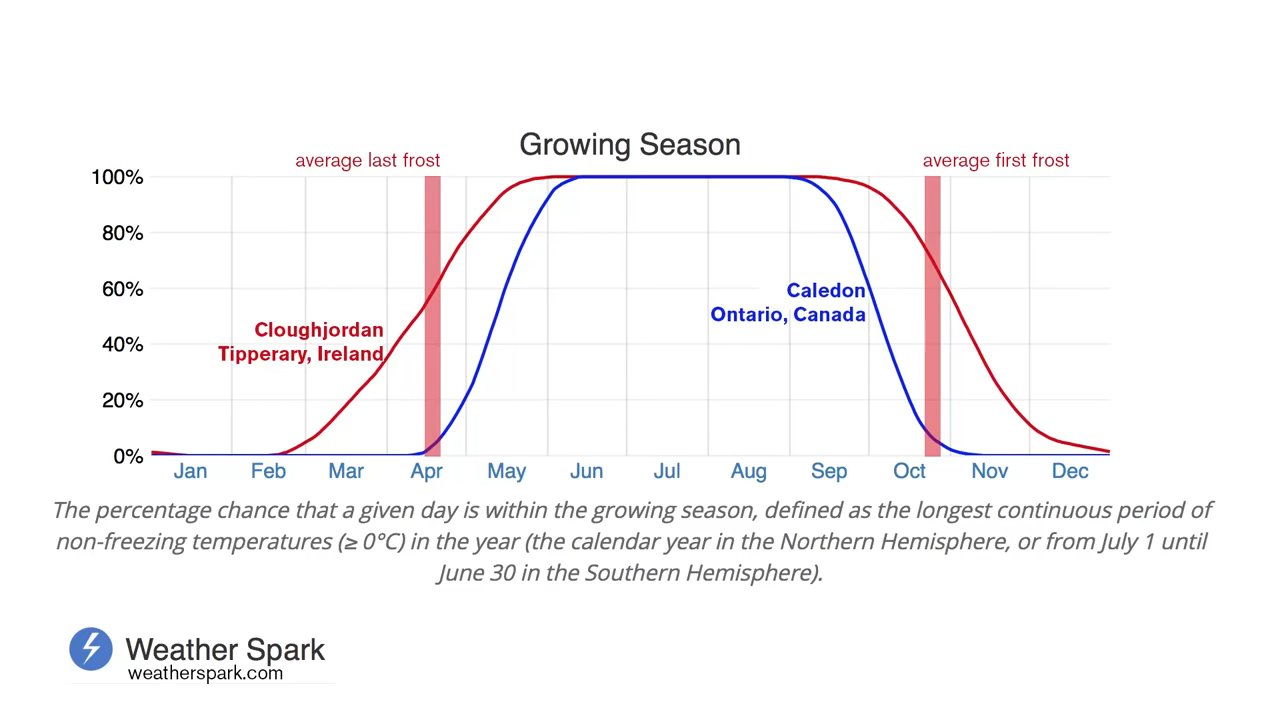 Growing Season
average last frost
average first frost
100%
80%
60%
40%
20%
0%
Cloughjordan
Tipperary, Ireland
Caledon
Ontario, Canada
Jan Feb Mar Apr May Jun Jul Aug Sep Oct Nov Dec
The percentage chance that a given day is within the growing season, defined as the longest continuous period of
non-freezing temperatures (≥ 0°C) in the year (the calendar year in the Northern Hemisphere, or from July 1 until
June 30 in the Southern Hemisphere).
Weather Spark
weatherspark.com